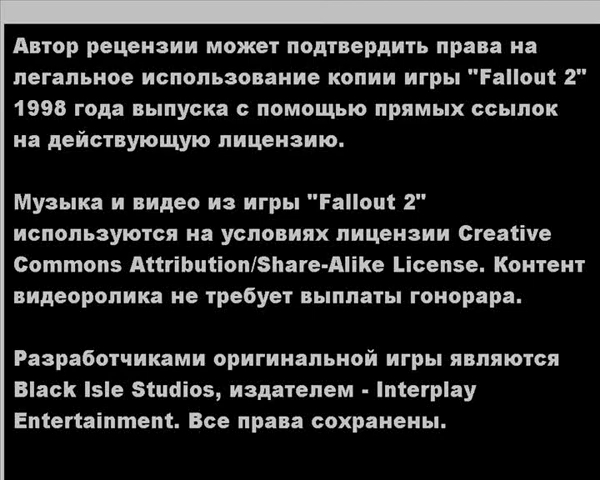 Автор рецензии может подтвердить права на
легальное использование копии игры "Fallout 2"
1998 года выпуска с помощью прямых ссылок
на действующую лицензию.
Музыка и видео из игры "Fallout 2"
используются на условиях лицензии Creative
Commons Attribution/Share-Alike License. Контент
видеоролика не требует выплаты гонорара.
Разработчиками оригинальной игры являются
Black Isle Studios, издателем - Interplay
Entertainment. Все права сохранены.